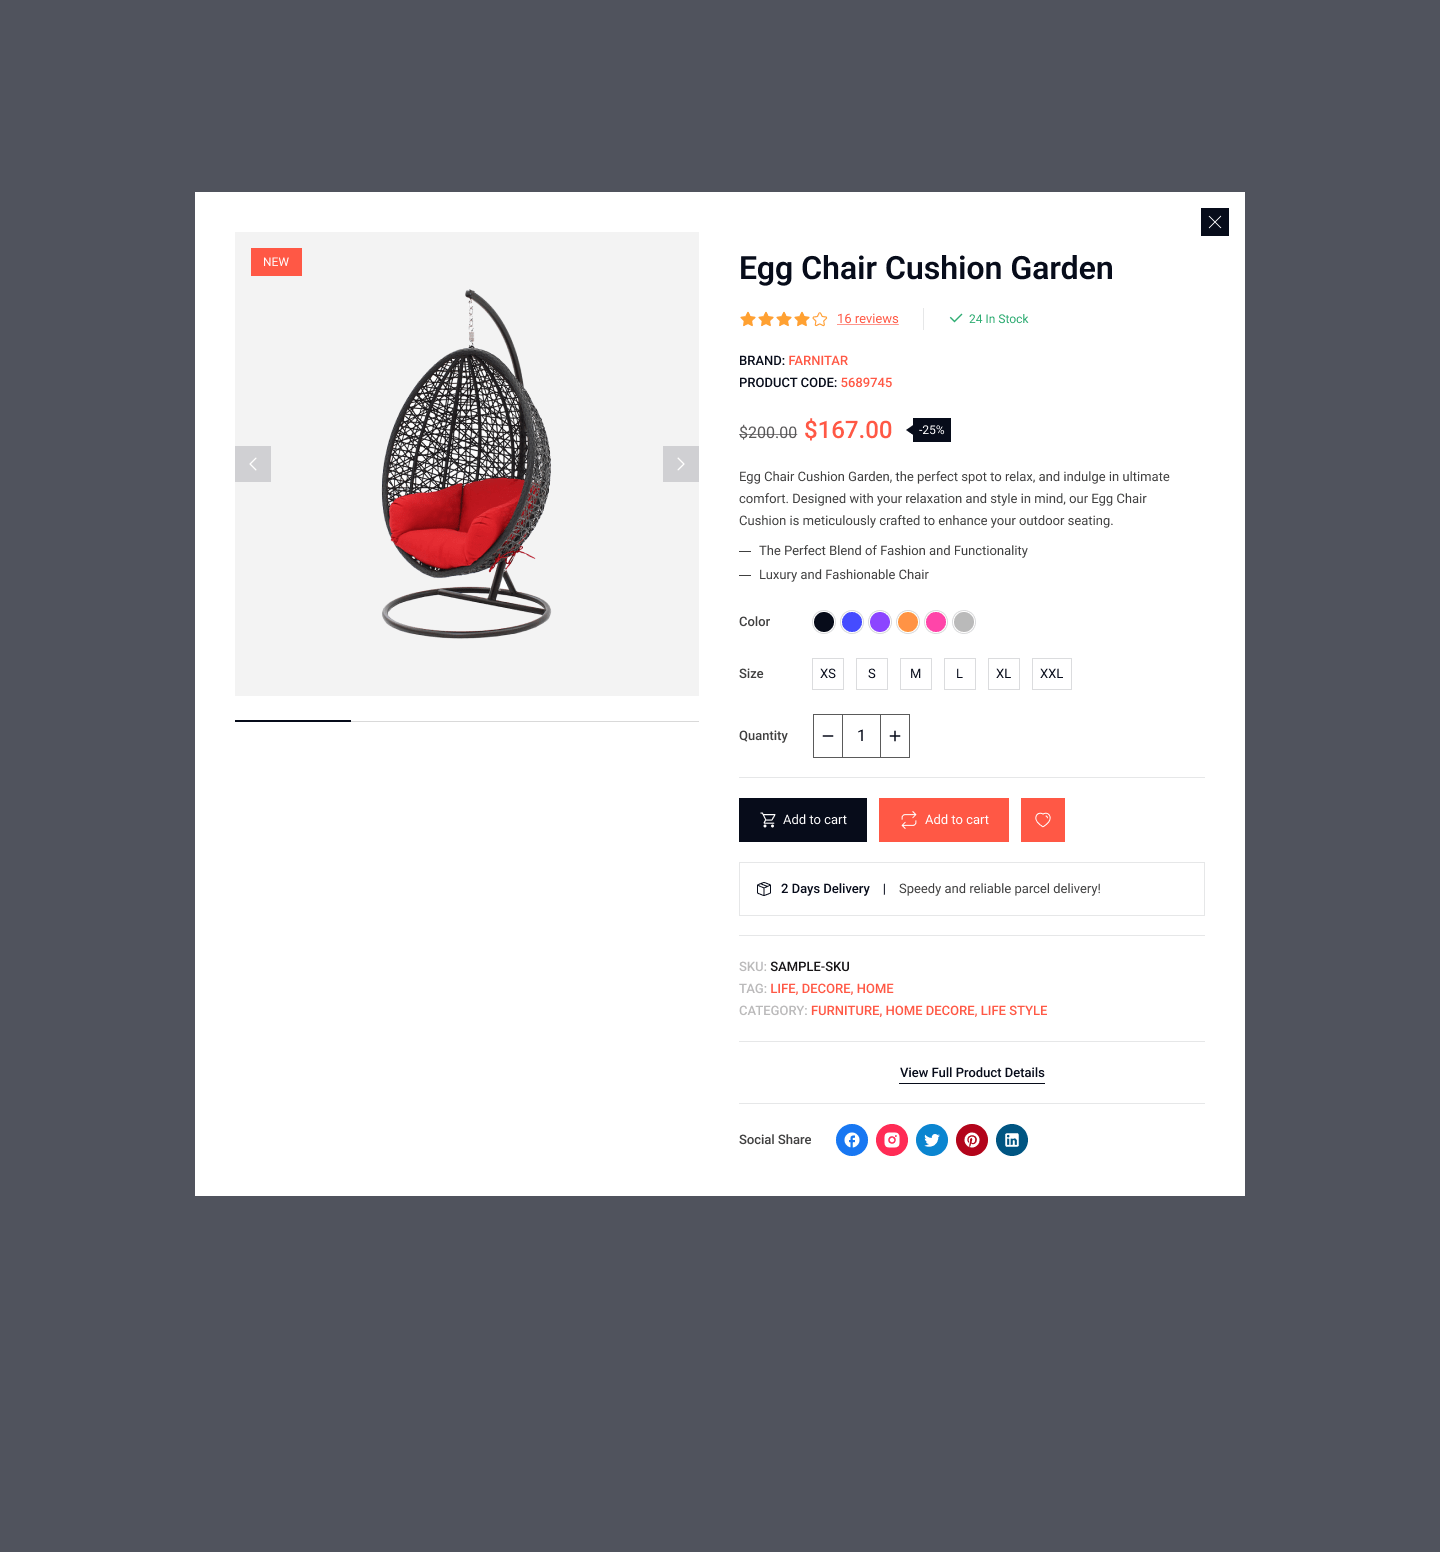 NEW
Egg Chair Cushion Garden
16 reviews
24 In Stock
BRAND: FARNITAR
PRODUCT CODE: 5689745
$200.00 $167.00 -25%
Egg Chair Cushion Garden, the perfect spot to relax, and indulge in ultimate
comfort. Designed with your relaxation and style in mind, our Egg Chair
Cushion is meticulously crafted to enhance your outdoor seating.
— The Perfect Blend of Fashion and Functionality
— Luxury and Fashionable Chair
Color
Size XS S M L XL XXL
Quantity − 1 +
Add to cart Add to cart
2 Days Delivery | Speedy and reliable parcel delivery!
SKU: SAMPLE-SKU
TAG: LIFE, DECORE, HOME
CATEGORY: FURNITURE, HOME DECORE, LIFE STYLE
View Full Product Details
Social Share